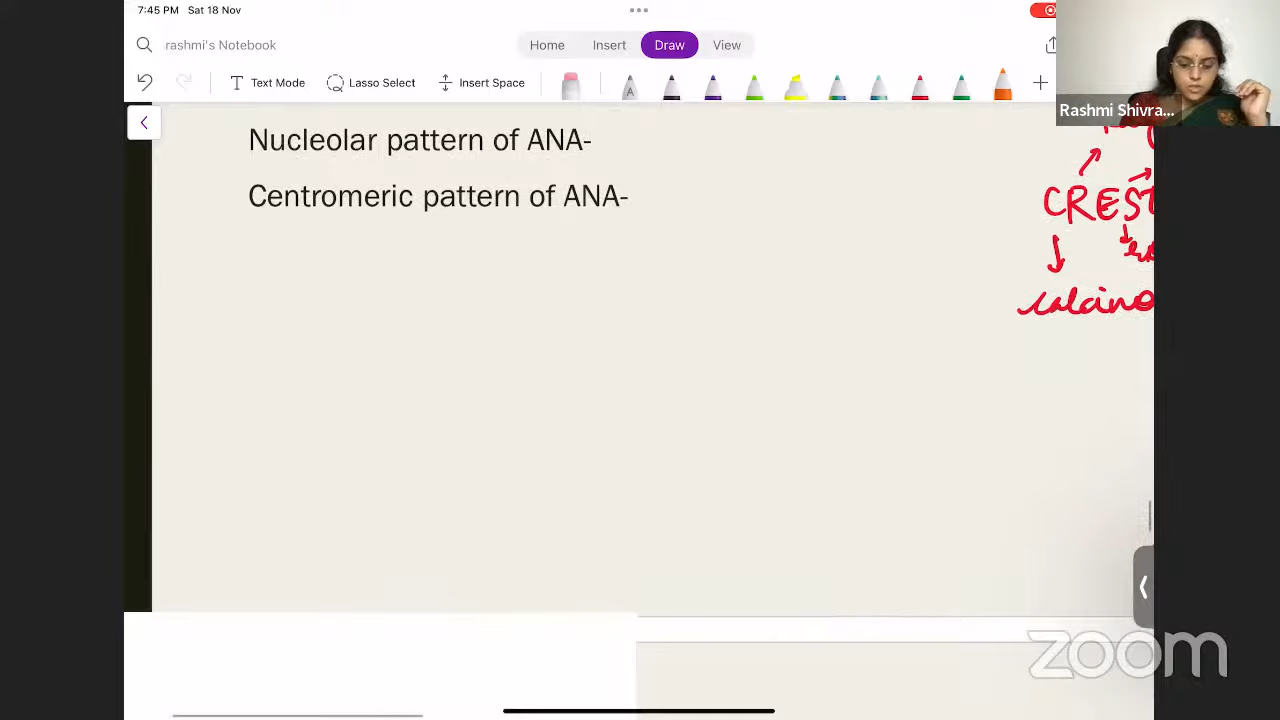 7:45 PM Sat 18 Nov
rashmi's Notebook
Home Insert Draw View
Text Mode Lasso Select Insert Space
A
Rashmi Shivra...
Nucleolar pattern of ANA-
Centromeric pattern of ANA-
CREST
calcino
zoom